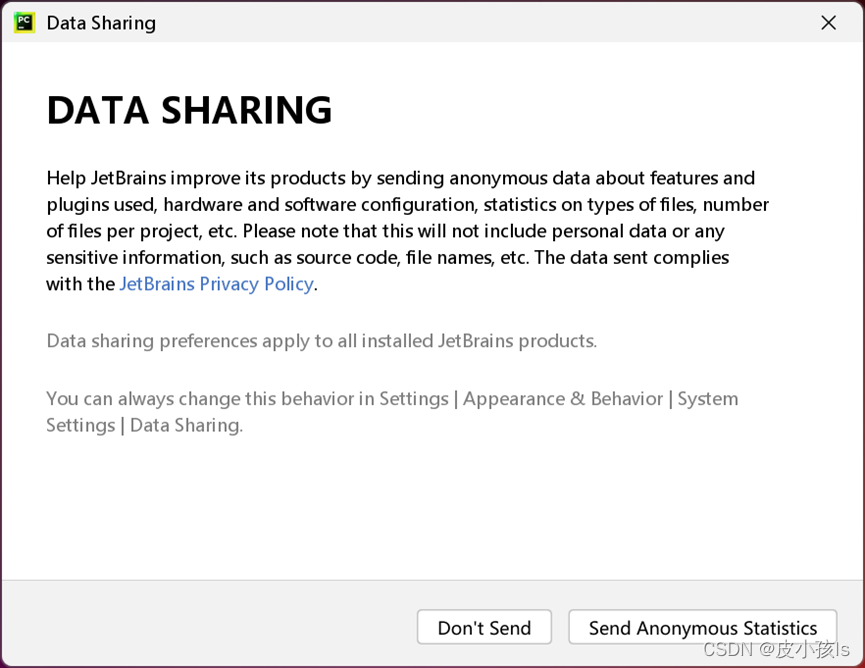 PC
Data Sharing
DATA SHARING
Help JetBrains improve its products by sending anonymous data about features and
plugins used, hardware and software configuration, statistics on types of files, number
of files per project, etc. Please note that this will not include personal data or any
sensitive information, such as source code, file names, etc. The data sent complies
with the JetBrains Privacy Policy.
Data sharing preferences apply to all installed JetBrains products.
You can always change this behavior in Settings | Appearance & Behavior | System
Settings | Data Sharing.
Don't Send
Send Anonymous Statistics
CSDN @皮小孩ls